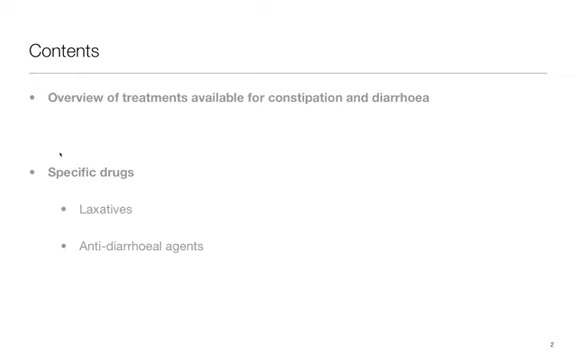 Contents
• Overview of treatments available for constipation and diarrhoea
• Specific drugs
• Laxatives
• Anti-diarrhoeal agents
2